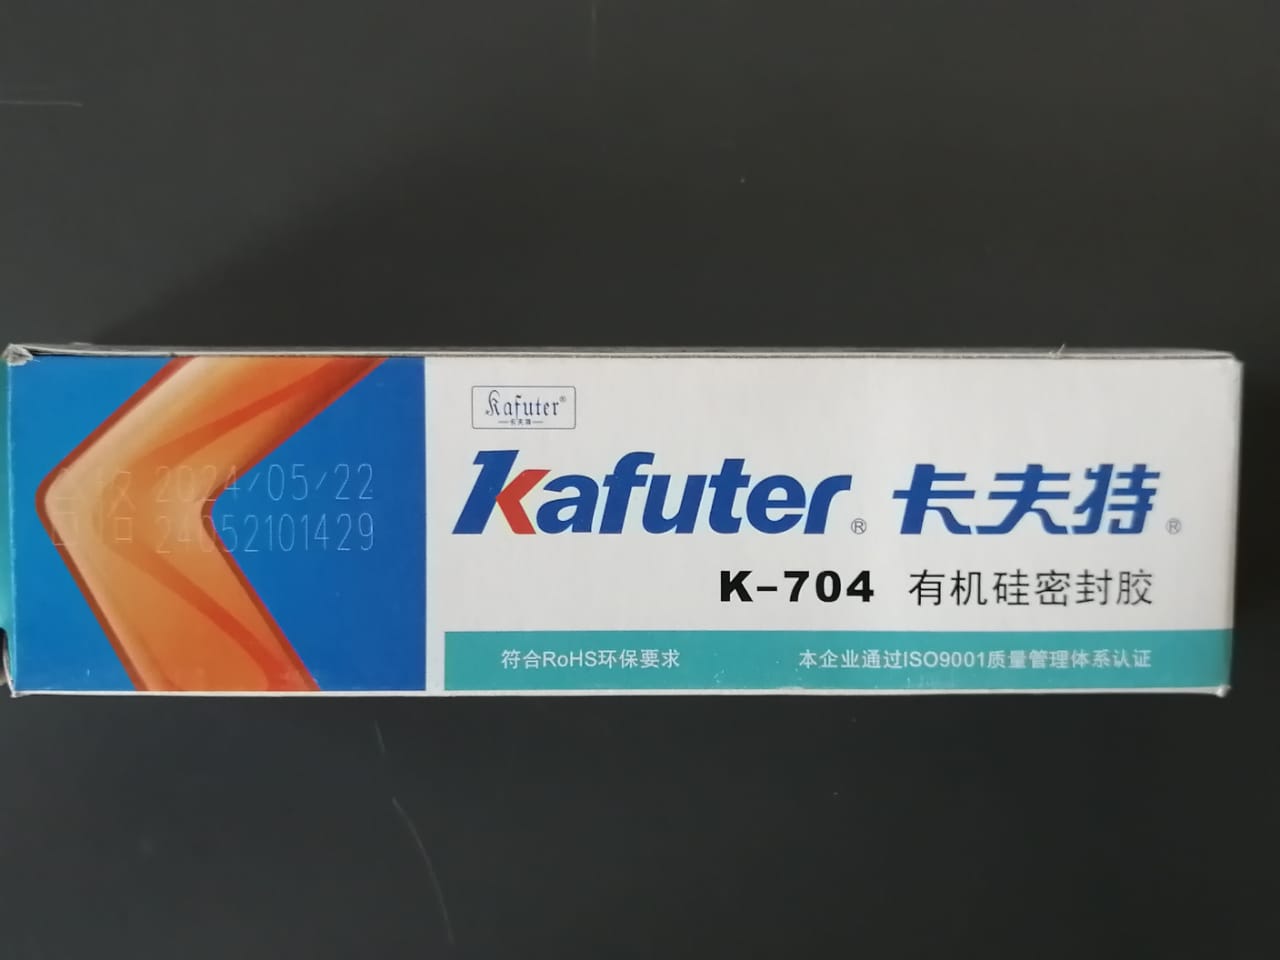 2024/05/22
24052101429
Kafuter®
卡夫特
Kafuter® 卡夫特®
K-704 有机硅密封胶
符合RoHS环保要求 本企业通过ISO9001质量管理体系认证